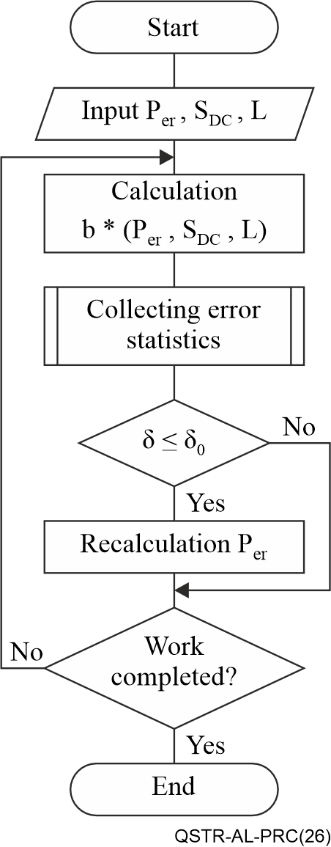 Start
Input Per , SDC , L
Calculation
b * (Per , SDC , L)
Collecting error
statistics
δ ≤ δ0
No
Yes
Recalculation Per
No
Work
completed?
Yes
End
QSTR-AL-PRC(26)